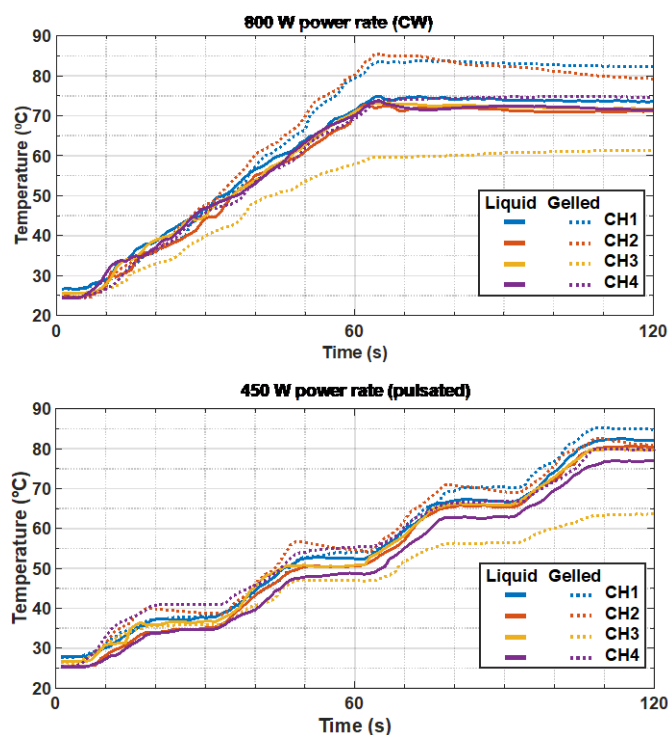 800 W power rate (CW)
90
80
70
60
50
40
30
20
Temperature (ºC)
Liquid Gelled
CH1
CH2
CH3
CH4
0 60 120
Time (s)
450 W power rate (pulsated)
90
80
70
60
50
40
30
20
Temperature (ºC)
Liquid Gelled
CH1
CH2
CH3
CH4
0 60 120
Time (s)